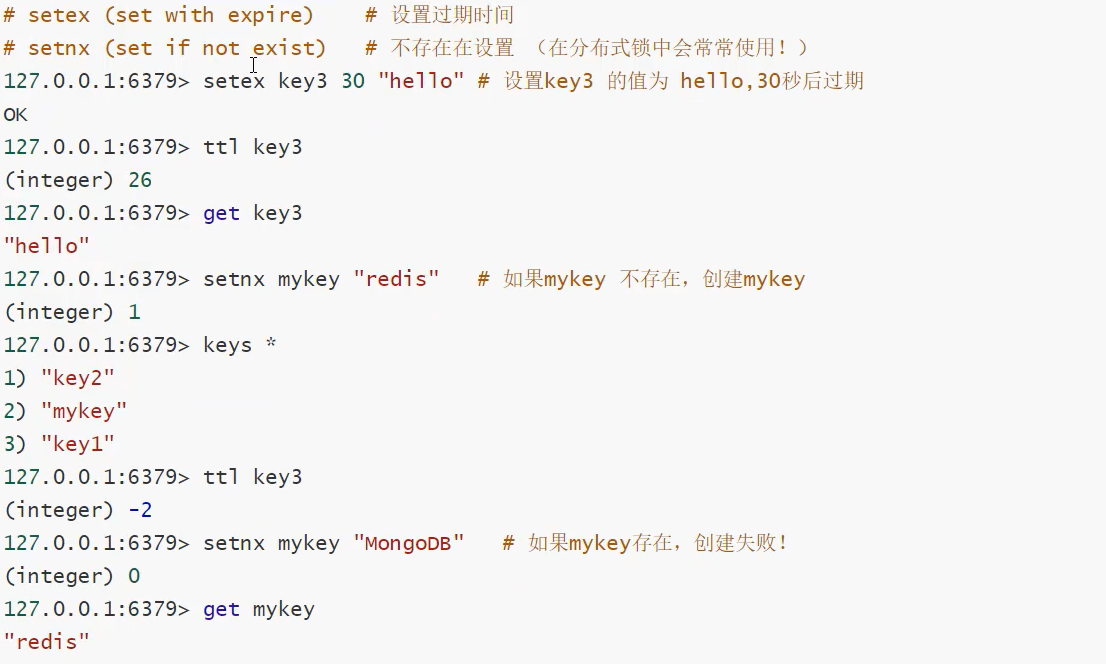 # setex (set with expire)    # 设置过期时间
# setnx (set if not exist)   # 不存在在设置 （在分布式锁中会常常使用！）
127.0.0.1:6379> setex key3 30 "hello" # 设置key3 的值为 hello,30秒后过期
OK
127.0.0.1:6379> ttl key3
(integer) 26
127.0.0.1:6379> get key3
"hello"
127.0.0.1:6379> setnx mykey "redis"   # 如果mykey 不存在，创建mykey
(integer) 1
127.0.0.1:6379> keys *
1) "key2"
2) "mykey"
3) "key1"
127.0.0.1:6379> ttl key3
(integer) -2
127.0.0.1:6379> setnx mykey "MongoDB"   # 如果mykey存在，创建失败！
(integer) 0
127.0.0.1:6379> get mykey
"redis"